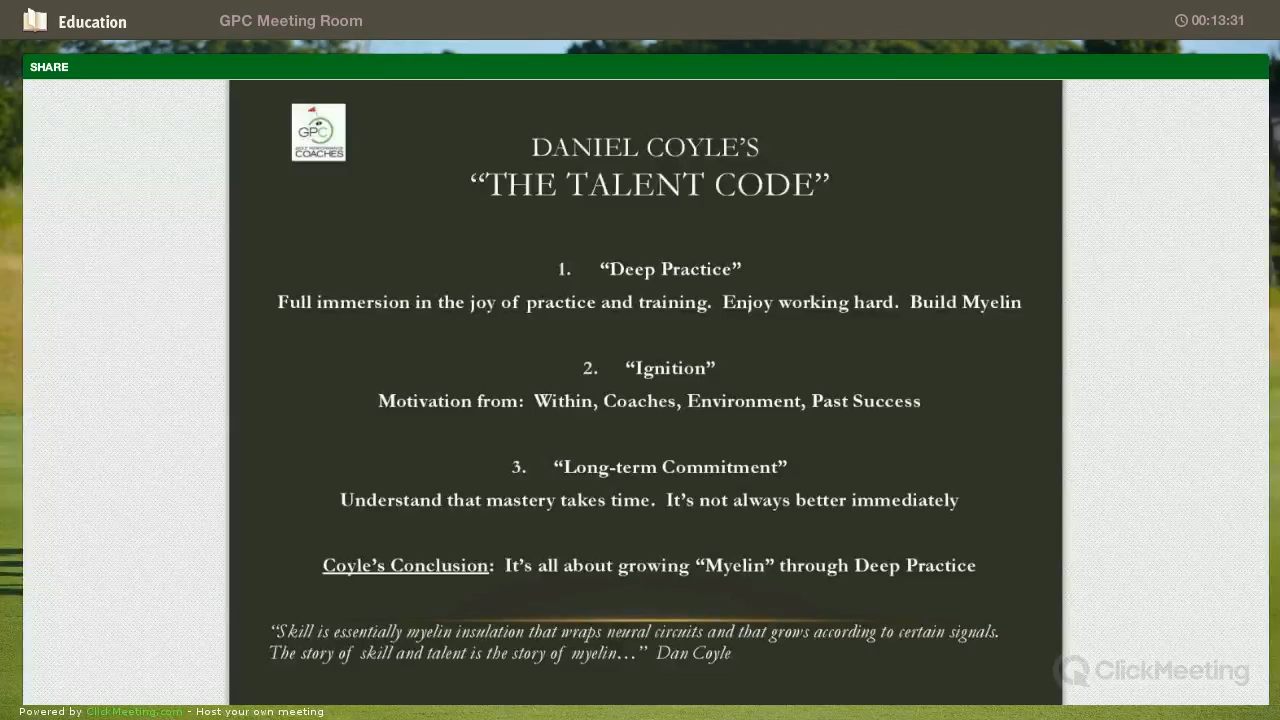 Education
GPC Meeting Room
00:13:31
SHARE
GPC
COACHES
DANIEL COYLE’S
“THE TALENT CODE”
1. “Deep Practice”
Full immersion in the joy of practice and training. Enjoy working hard. Build Myelin
2. “Ignition”
Motivation from: Within, Coaches, Environment, Past Success
3. “Long-term Commitment”
Understand that mastery takes time. It’s not always better immediately
Coyle’s Conclusion: It’s all about growing “Myelin” through Deep Practice
“Skill is essentially myelin insulation that wraps neural circuits and that grows according to certain signals.
The story of skill and talent is the story of myelin…” Dan Coyle
ClickMeeting
Powered by ClickMeeting.com - Host your own meeting